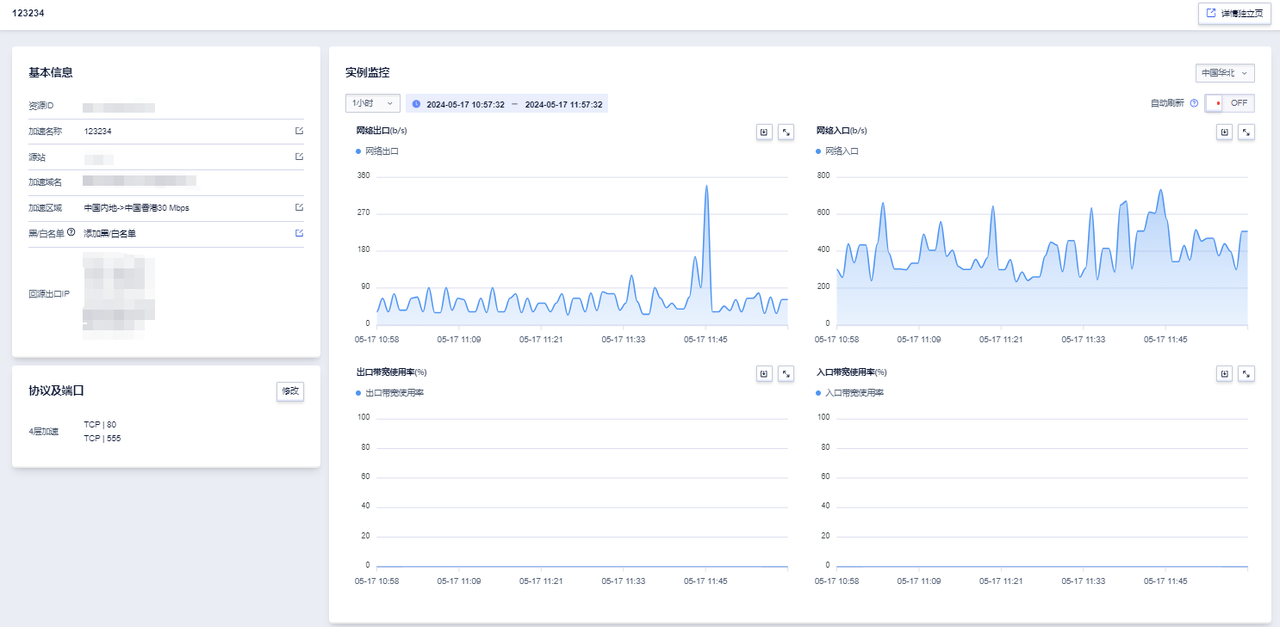 123234
详情独立页
基本信息
资源ID
加速名称 123234
源站
加速域名
加速区域 中国内地->中国香港30 Mbps
黑/白名单 添加黑/白名单
回源出口IP
协议及端口 修改
4层加速
TCP | 80
TCP | 555
实例监控 中国华北
1小时 2024-05-17 10:57:32 – 2024-05-17 11:57:32 自动刷新 OFF
网络出口(b/s)
网络出口
360
270
180
90
0
05-17 10:58 05-17 11:09 05-17 11:21 05-17 11:33 05-17 11:45
网络入口(b/s)
网络入口
800
600
400
200
0
05-17 10:58 05-17 11:09 05-17 11:21 05-17 11:33 05-17 11:45
出口带宽使用率(%)
出口带宽使用率
100
80
60
40
20
0
05-17 10:58 05-17 11:09 05-17 11:21 05-17 11:33 05-17 11:45
入口带宽使用率(%)
入口带宽使用率
100
80
60
40
20
0
05-17 10:58 05-17 11:09 05-17 11:21 05-17 11:33 05-17 11:45